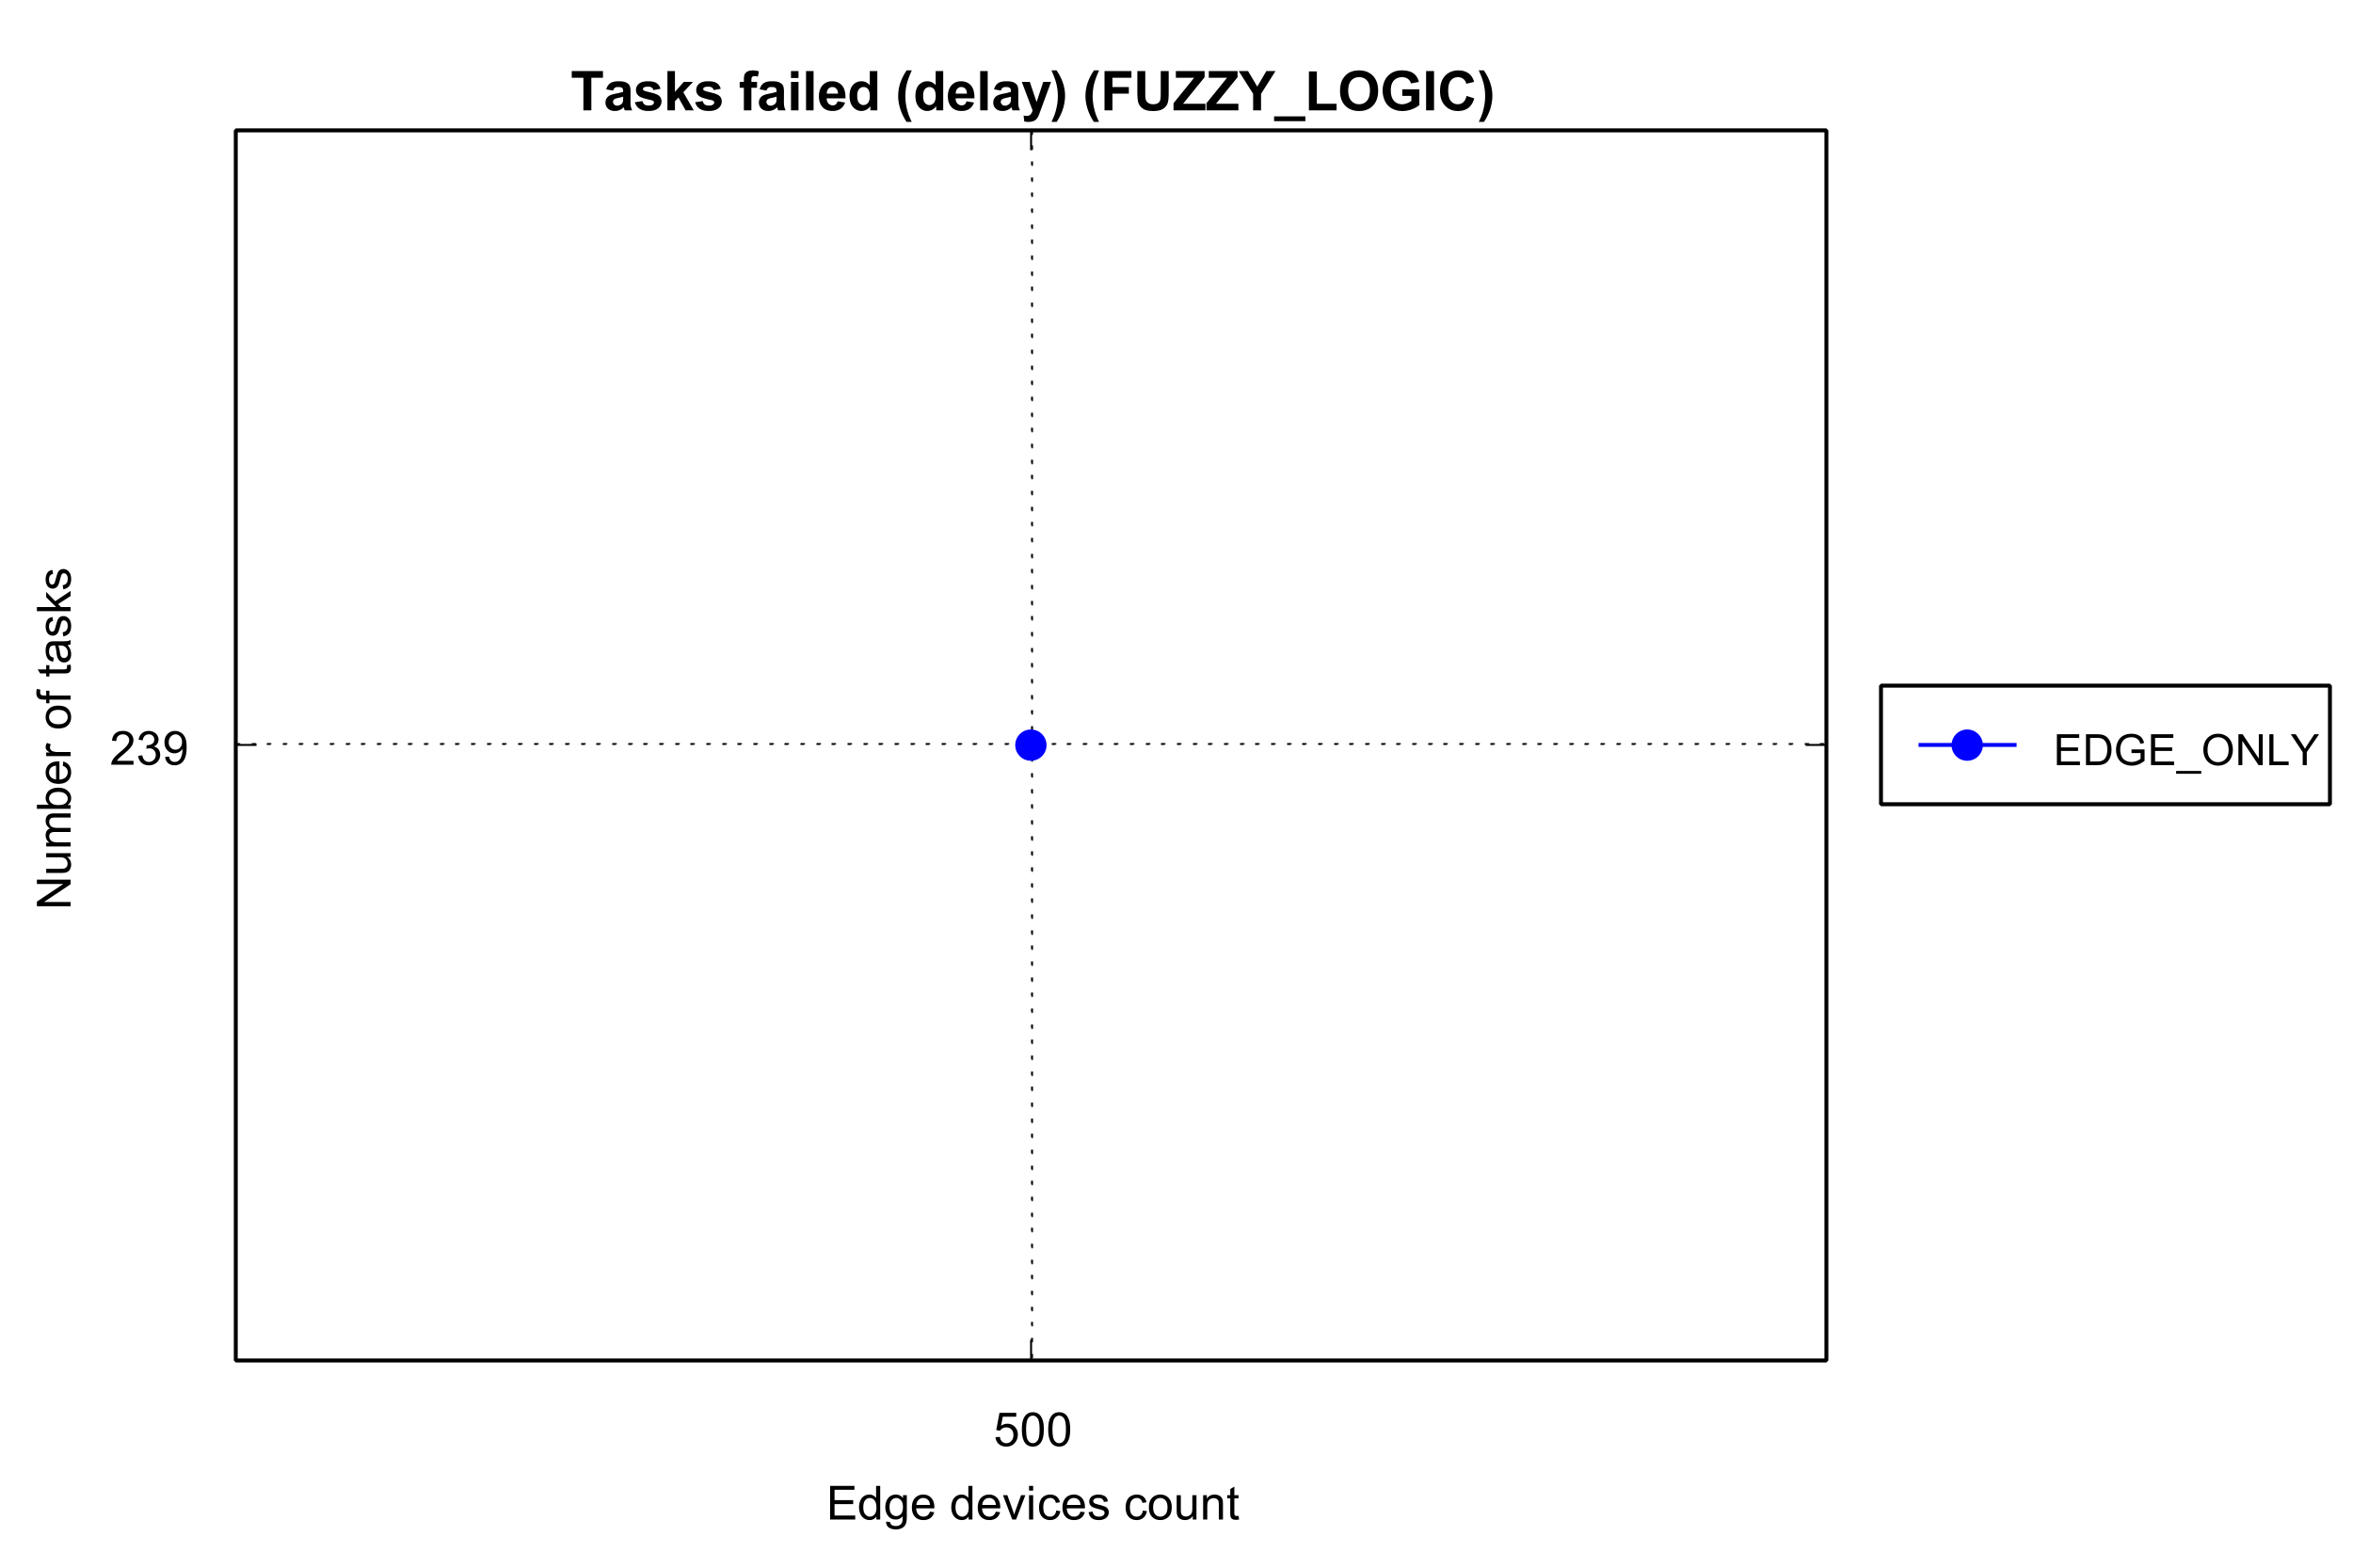 Tasks failed (delay) (FUZZY_LOGIC)
Number of tasks
239
EDGE_ONLY
500
Edge devices count